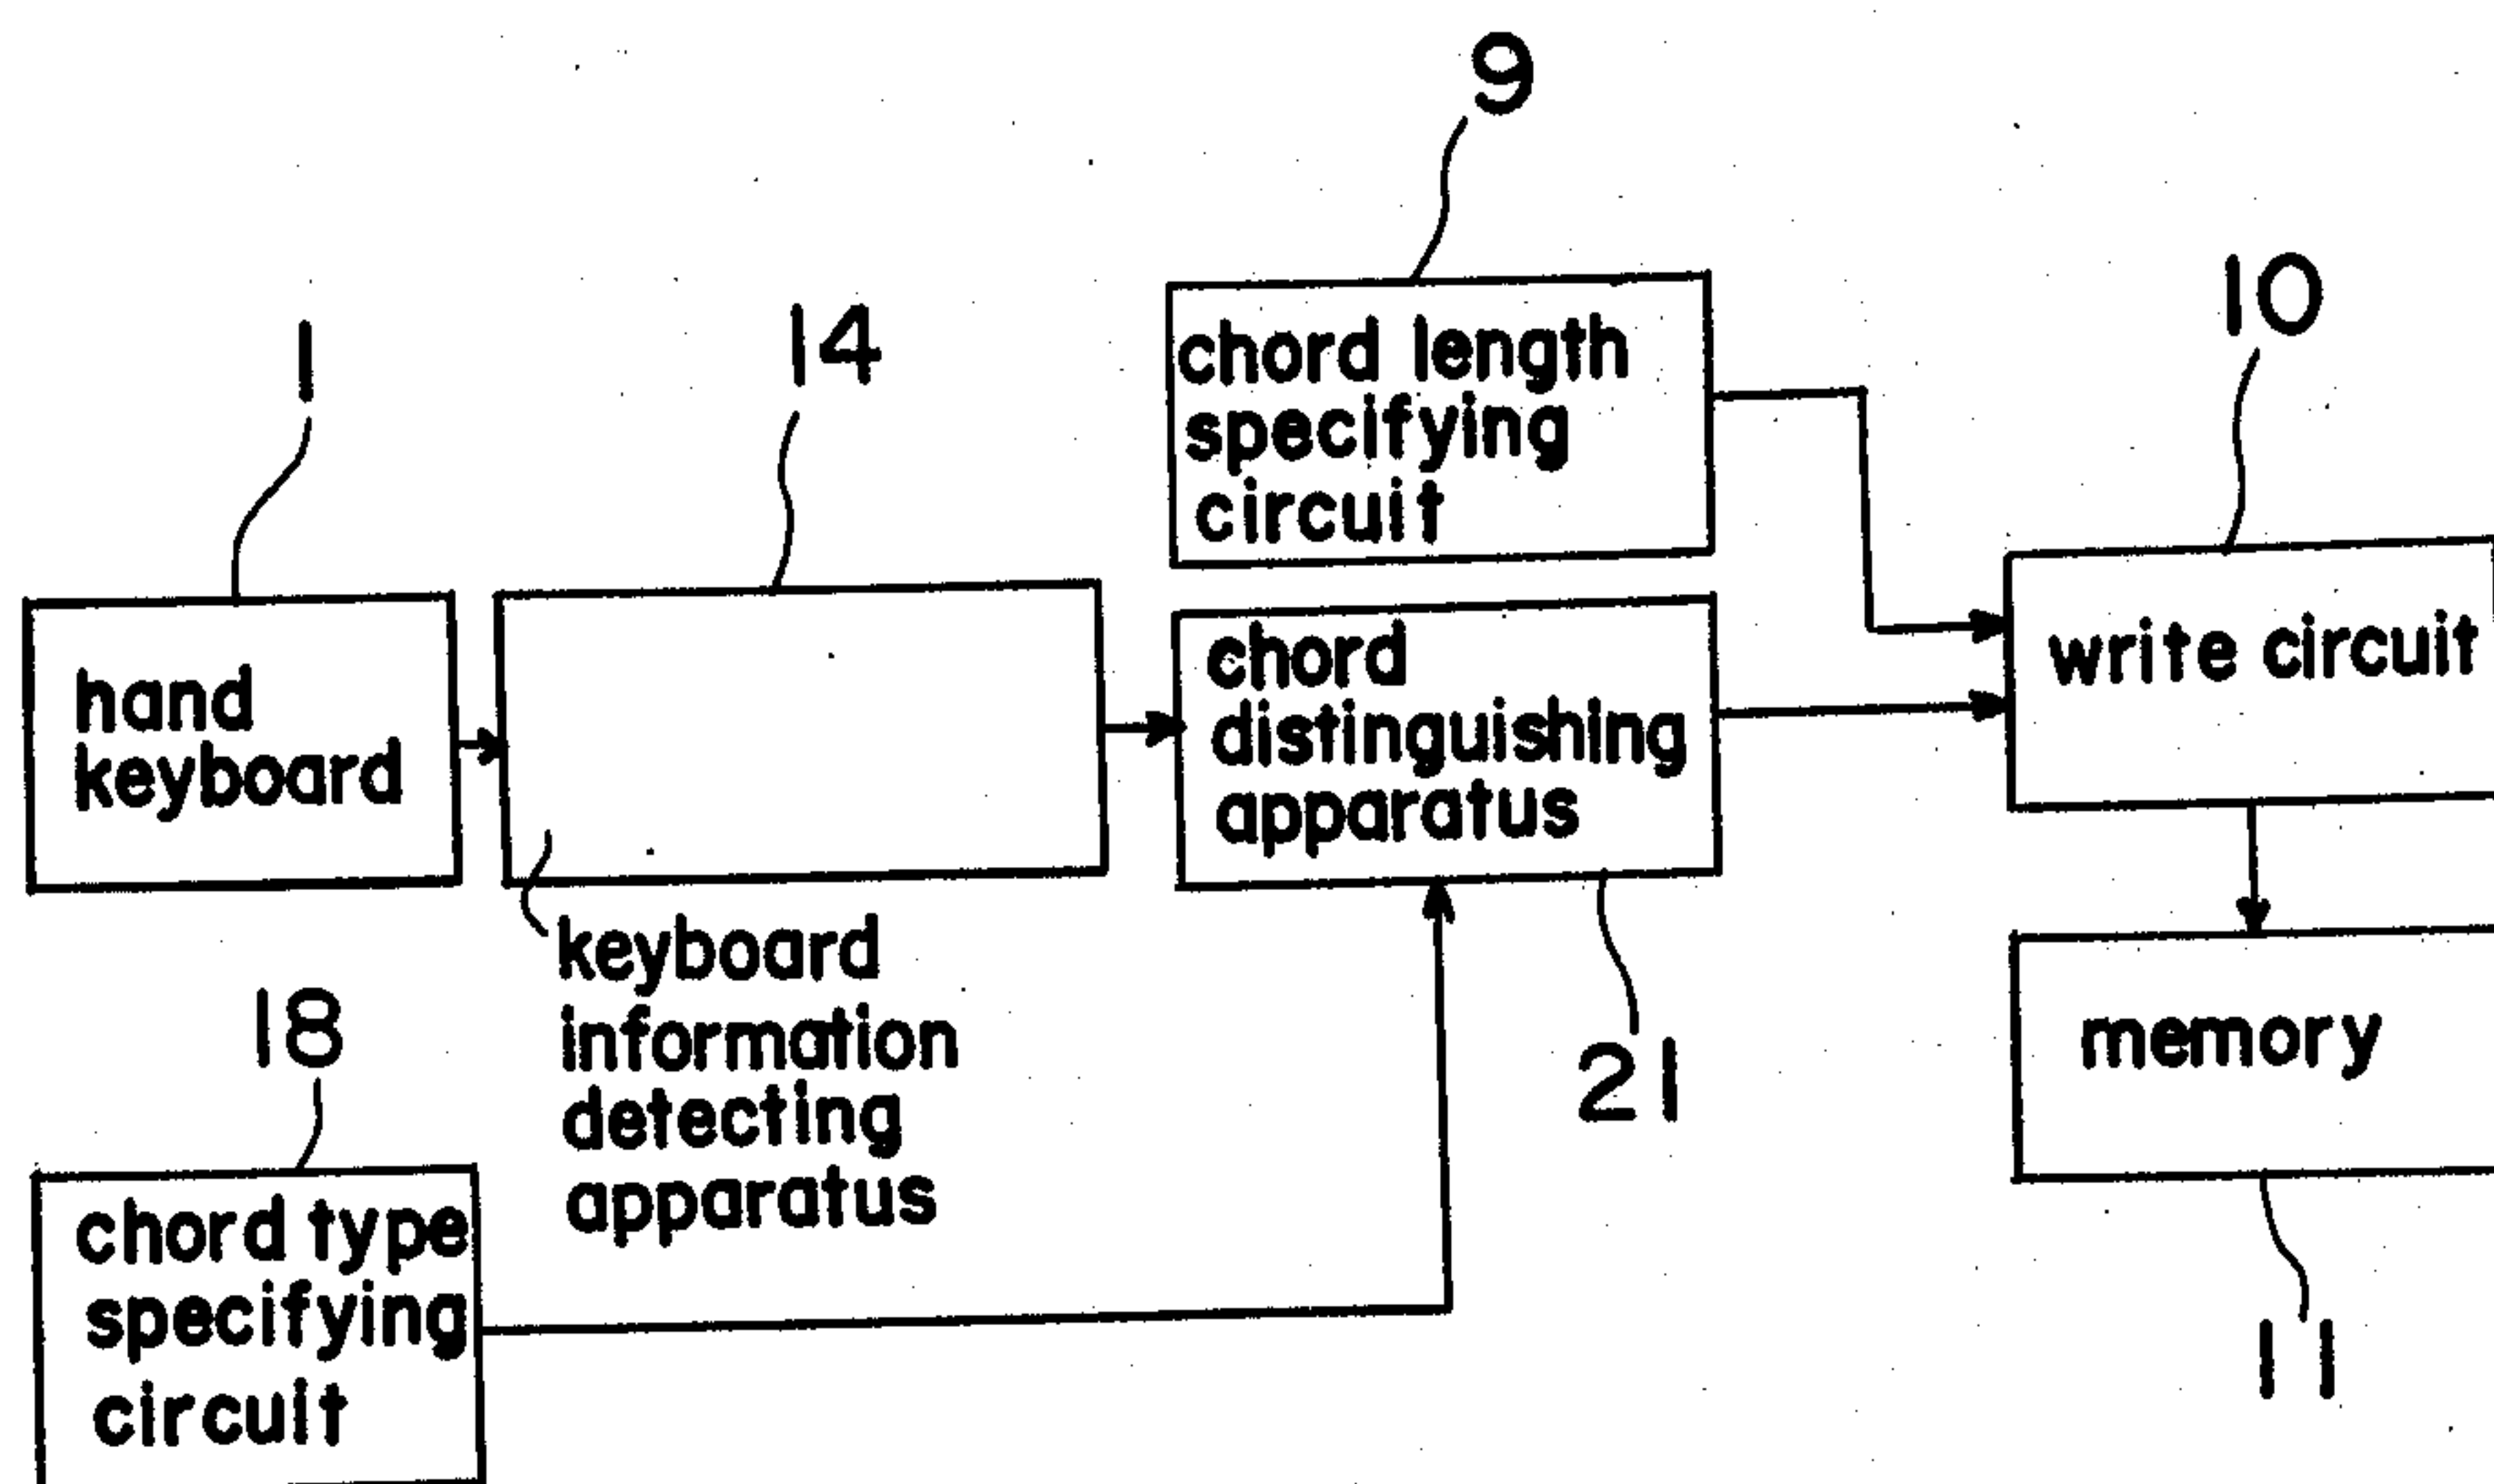 9
10
1
14
chord length
specifying
circuit
hand
keyboard
chord
distinguishing
apparatus
write circuit
keyboard
information
detecting
apparatus
18
21
memory
chord type
specifying
circuit
11